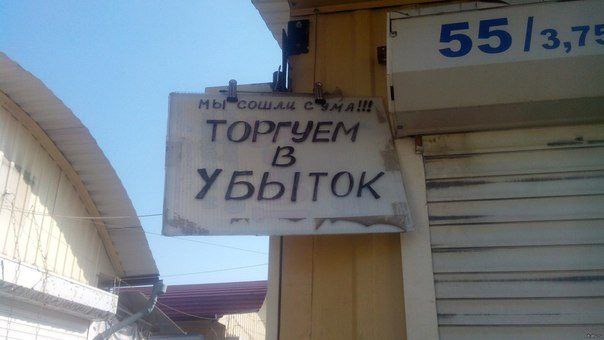 55/3,75
мы сошли с ума!!!
ТОРГУЕМ
В
УБЫТОК